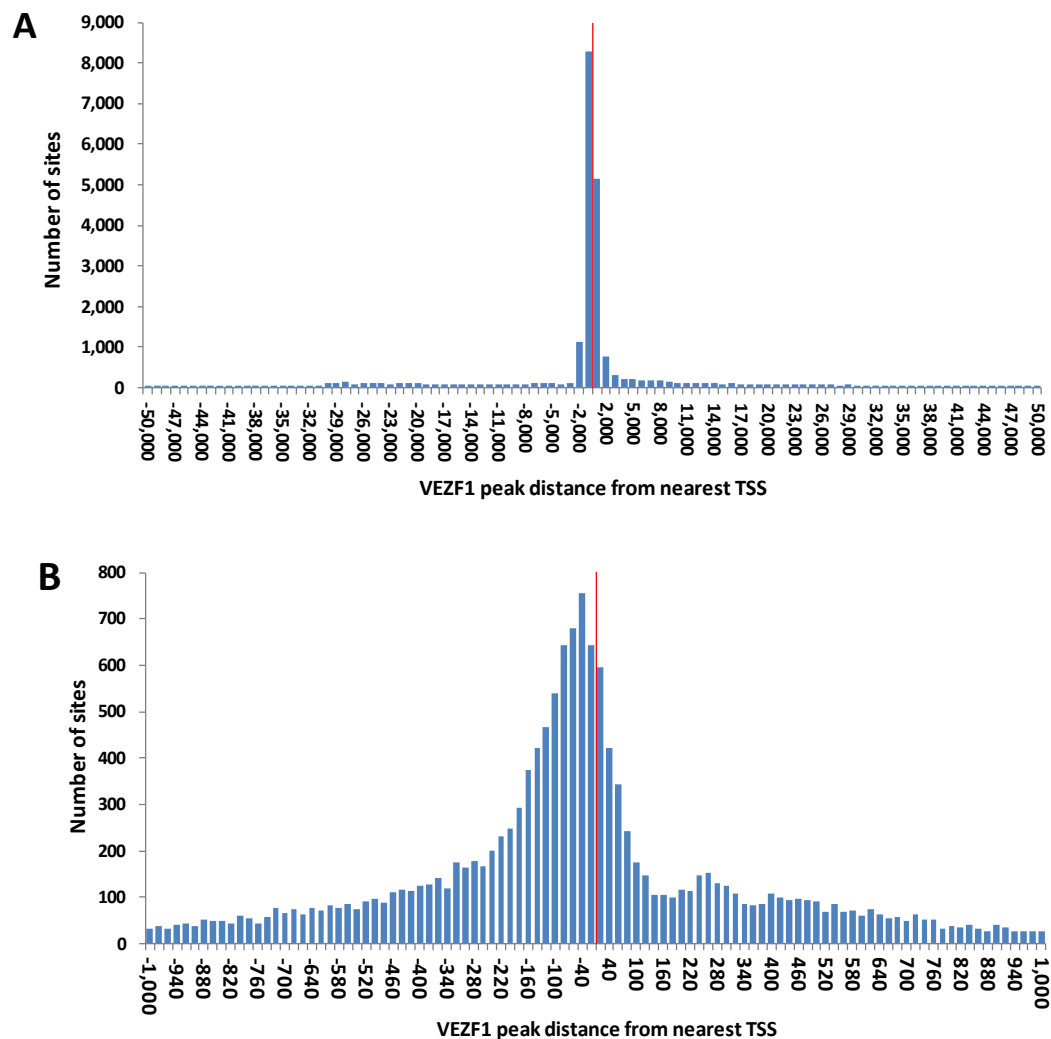 A
9,000
8,000
7,000
6,000
5,000
4,000
3,000
2,000
1,000
0
Number of sites
-50,000 -47,000 -44,000 -41,000 -38,000 -35,000 -32,000 -29,000 -26,000 -23,000 -20,000 -17,000 -14,000 -11,000 -8,000 -5,000 -2,000 2,000 5,000 8,000 11,000 14,000 17,000 20,000 23,000 26,000 29,000 32,000 35,000 38,000 41,000 44,000 47,000 50,000
VEZF1 peak distance from nearest TSS
B
800
700
600
500
400
300
200
100
0
Number of sites
-1,000 -940 -880 -820 -760 -700 -640 -580 -520 -460 -400 -340 -280 -220 -160 -100 -40 40 100 160 220 280 340 400 460 520 580 640 700 760 820 880 940 1,000
VEZF1 peak distance from nearest TSS